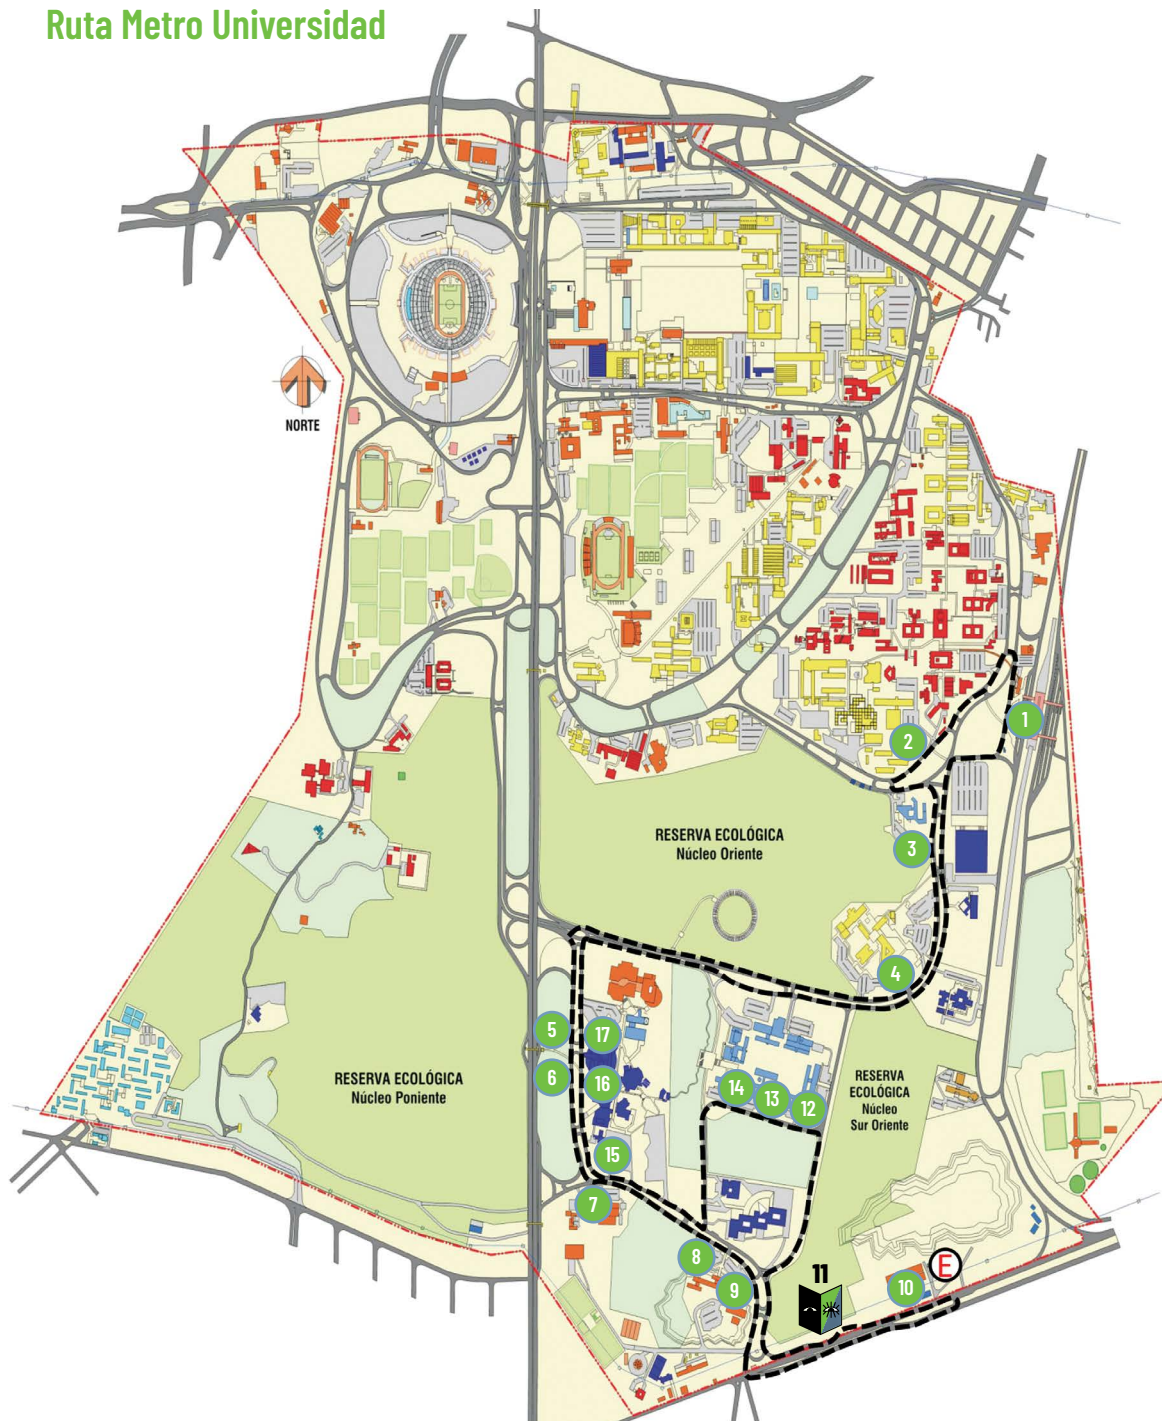 Ruta Metro Universidad
NORTE
1
2
RESERVA ECOLÓGICA
Núcleo Oriente
3
4
5
17
6
16
RESERVA ECOLÓGICA
Núcleo Poniente
14
13
12
RESERVA
ECOLÓGICA
Núcleo
Sur Oriente
15
7
8
9
11
10
E